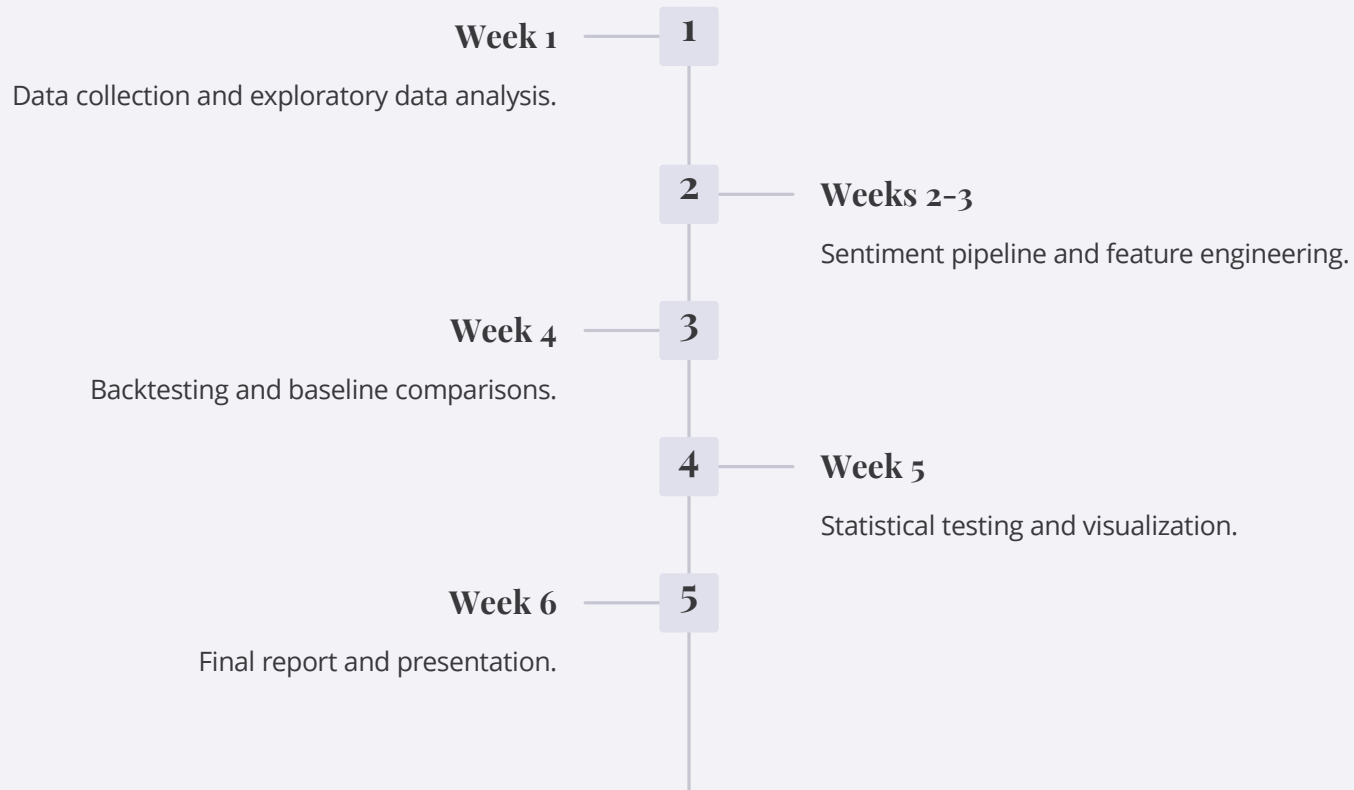 Week 1
1
Data collection and exploratory data analysis.
2
Weeks 2-3
Sentiment pipeline and feature engineering.
Week 4
3
Backtesting and baseline comparisons.
4
Week 5
Statistical testing and visualization.
Week 6
5
Final report and presentation.